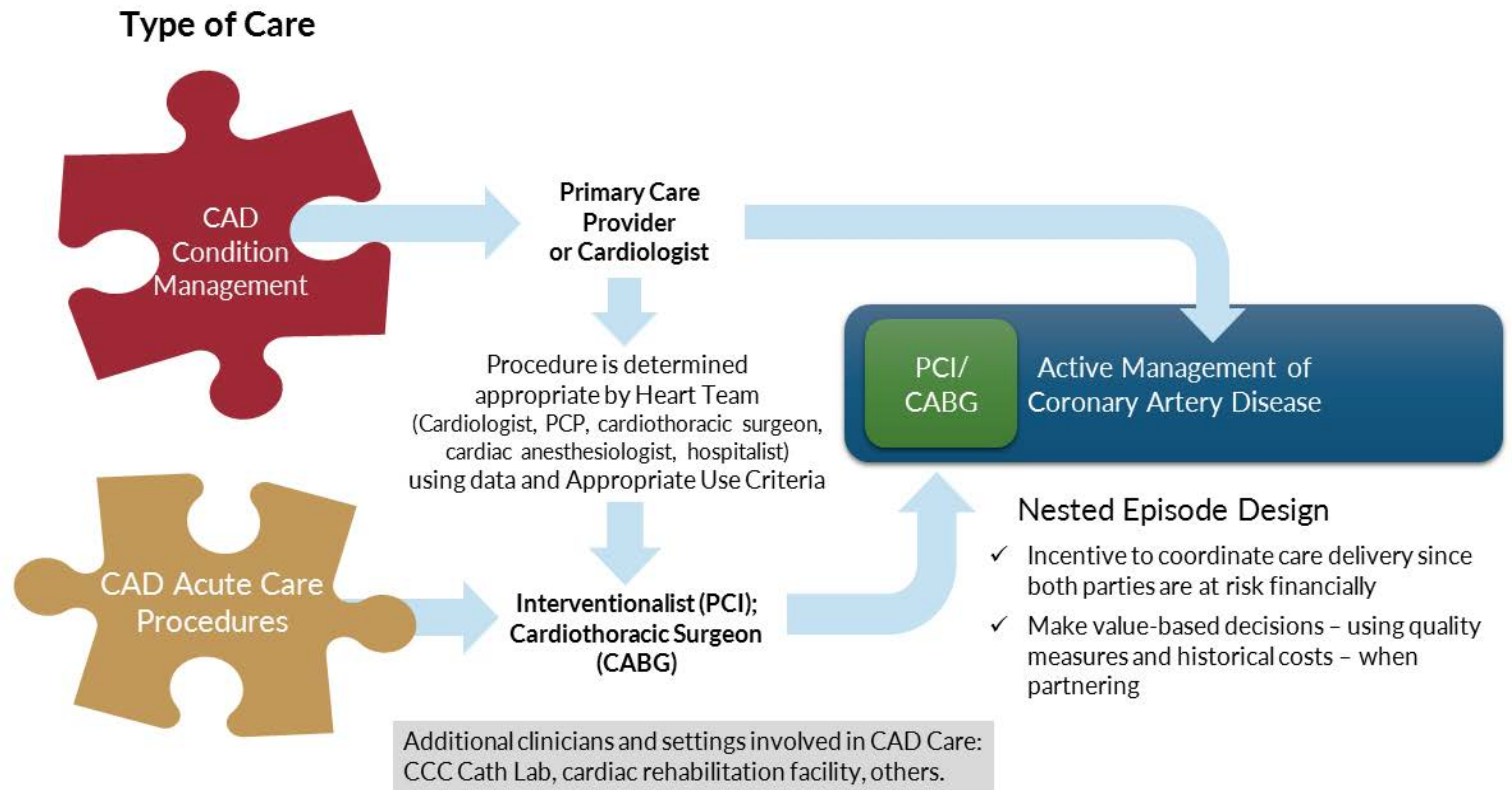 Type of Care
CAD
Condition
Management
Primary Care
Provider
or Cardiologist
Procedure is determined
appropriate by Heart Team
(Cardiologist, PCP, cardiothoracic surgeon,
cardiac anesthesiologist, hospitalist)
using data and Appropriate Use Criteria
PCI/
CABG
Active Management of
Coronary Artery Disease
CAD Acute Care
Procedures
Interventionalist (PCI);
Cardiothoracic Surgeon
(CABG)
Nested Episode Design
✓ Incentive to coordinate care delivery since
both parties are at risk financially
✓ Make value-based decisions – using quality
measures and historical costs – when
partnering
Additional clinicians and settings involved in CAD Care:
CCC Cath Lab, cardiac rehabilitation facility, others.